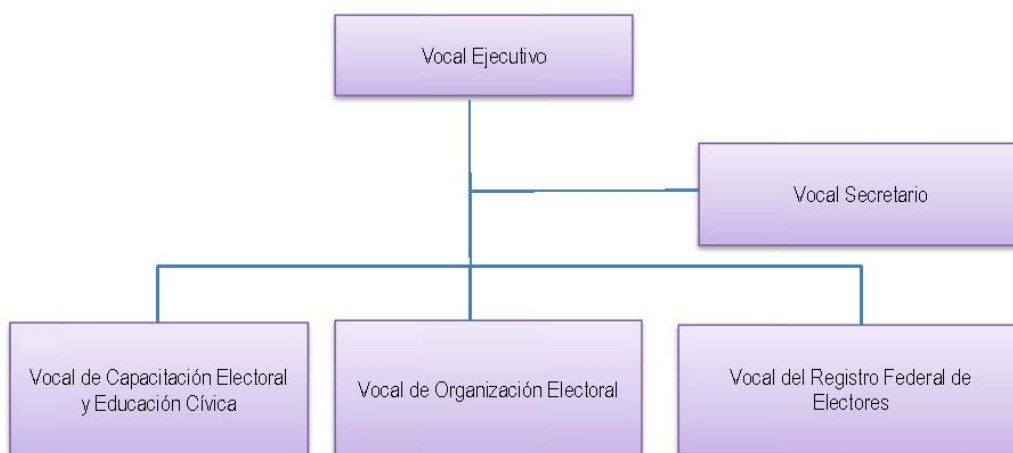 Vocal Ejecutivo
Vocal Secretario
Vocal de Capacitación Electoral
y Educación Cívica
Vocal de Organización Electoral
Vocal del Registro Federal de
Electores